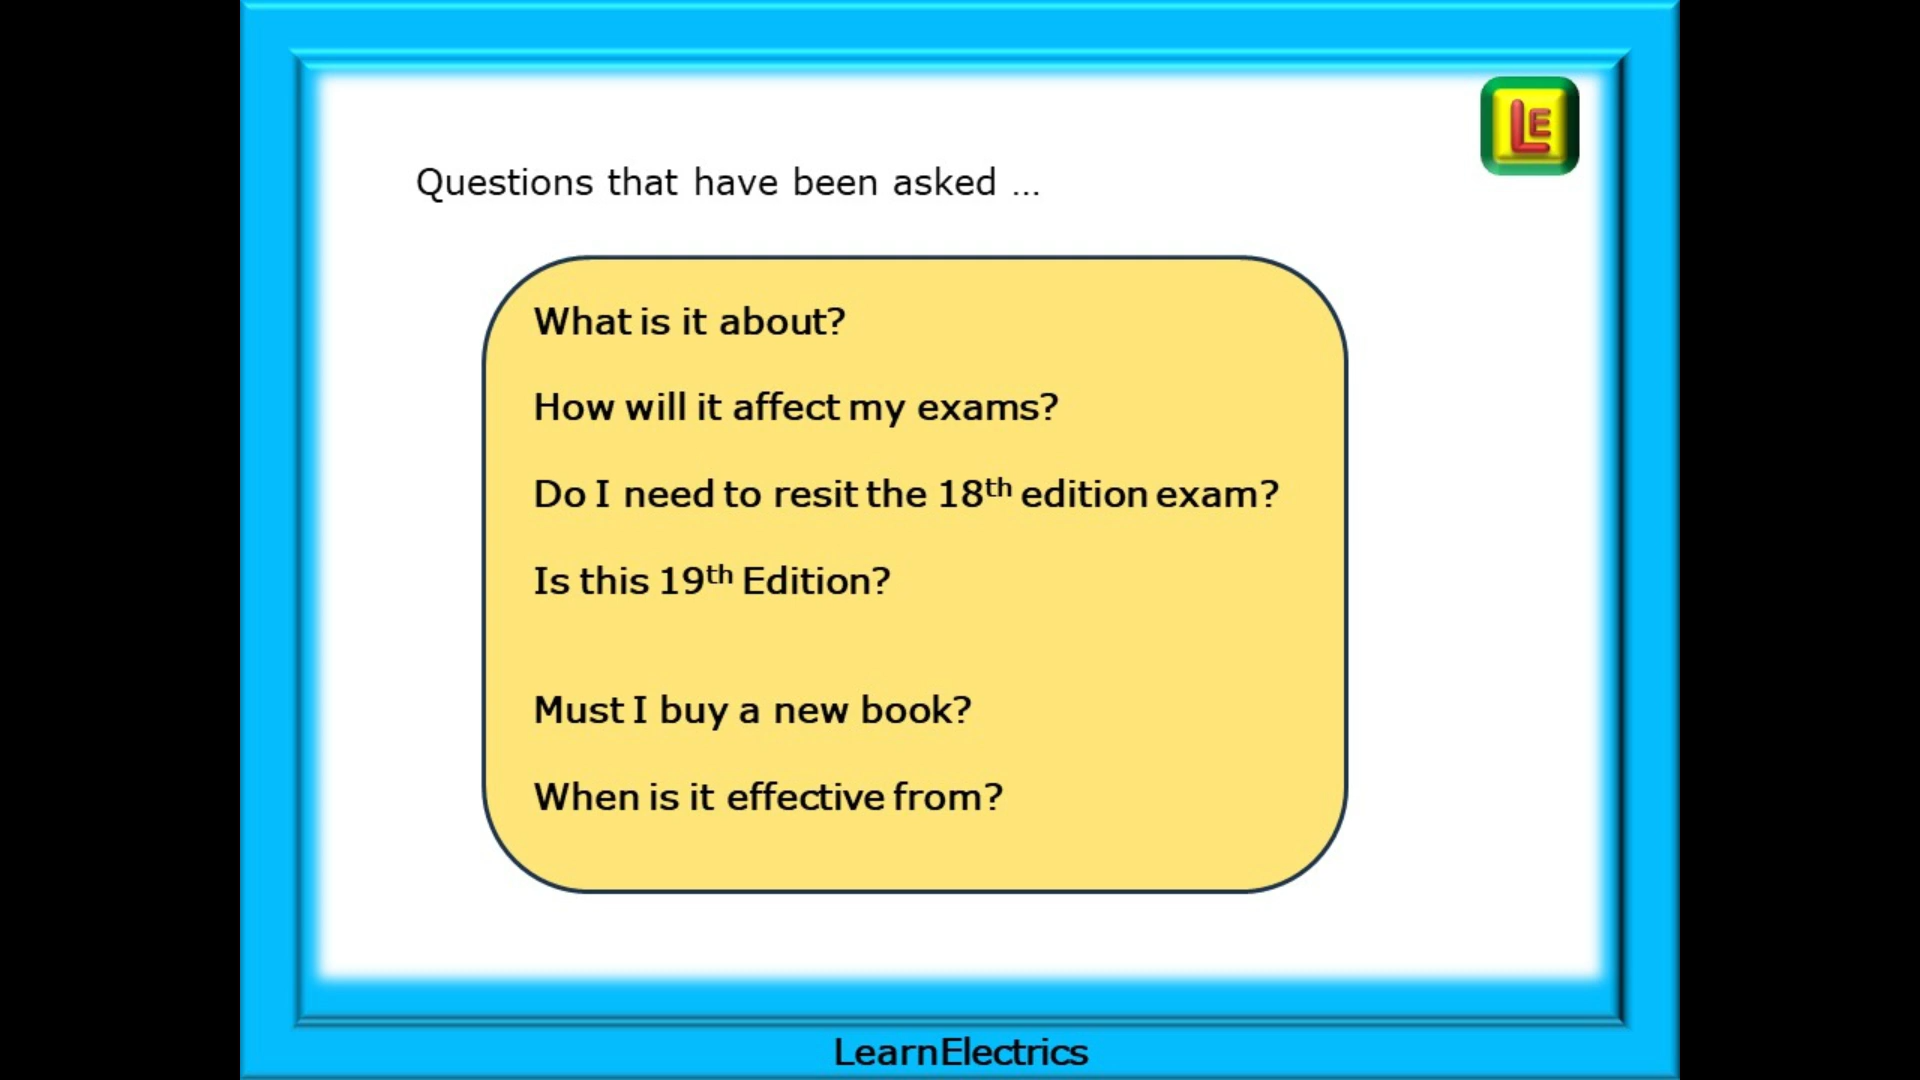 LE
Questions that have been asked ...
What is it about?
How will it affect my exams?
Do I need to resit the 18th edition exam?
Is this 19th Edition?
Must I buy a new book?
When is it effective from?
LearnElectrics